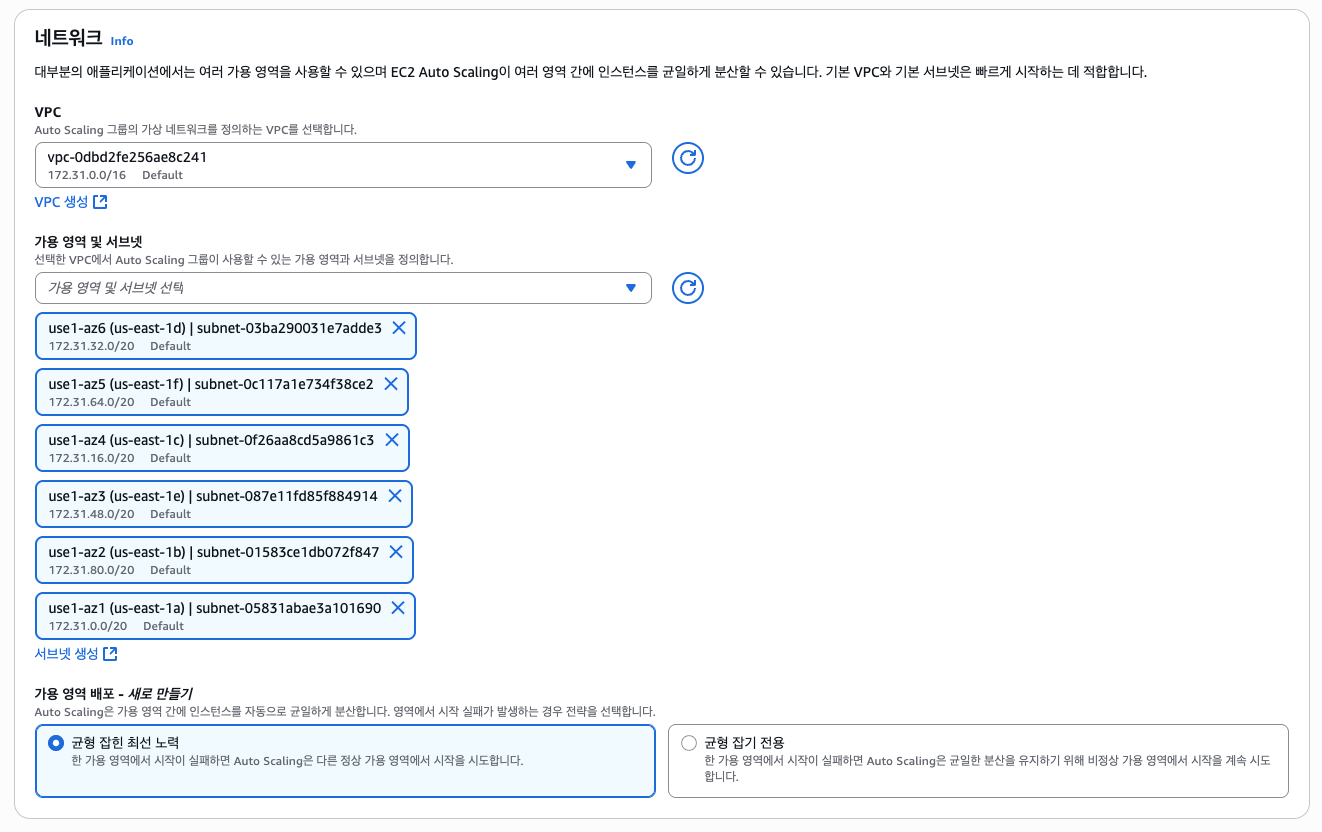 네트워크 Info
대부분의 애플리케이션에서는 여러 가용 영역을 사용할 수 있으며 EC2 Auto Scaling이 여러 영역 간에 인스턴스를 균일하게 분산할 수 있습니다. 기본 VPC와 기본 서브넷은 빠르게 시작하는 데 적합합니다.
VPC
Auto Scaling 그룹의 가상 네트워크를 정의하는 VPC를 선택합니다.
vpc-0dbd2fe256ae8c241
172.31.0.0/16 Default
VPC 생성
가용 영역 및 서브넷
선택한 VPC에서 Auto Scaling 그룹이 사용할 수 있는 가용 영역과 서브넷을 정의합니다.
가용 영역 및 서브넷 선택
use1-az6 (us-east-1d) | subnet-03ba290031e7adde3
172.31.32.0/20 Default
use1-az5 (us-east-1f) | subnet-0c117a1e734f38ce2
172.31.64.0/20 Default
use1-az4 (us-east-1c) | subnet-0f26aa8cd5a9861c3
172.31.16.0/20 Default
use1-az3 (us-east-1e) | subnet-087e11fd85f884914
172.31.48.0/20 Default
use1-az2 (us-east-1b) | subnet-01583ce1db072f847
172.31.80.0/20 Default
use1-az1 (us-east-1a) | subnet-05831abae3a101690
172.31.0.0/20 Default
서브넷 생성
가용 영역 배포 - 새로 만들기
Auto Scaling은 가용 영역 간에 인스턴스를 자동으로 균일하게 분산합니다. 영역에서 시작 실패가 발생하는 경우 전략을 선택합니다.
균형 잡힌 최선 노력
한 가용 영역에서 시작이 실패하면 Auto Scaling은 다른 정상 가용 영역에서 시작을 시도합니다.
균형 잡기 전용
한 가용 영역에서 시작이 실패하면 Auto Scaling은 균일한 분산을 유지하기 위해 비정상 가용 영역에서 시작을 계속 시도
합니다.